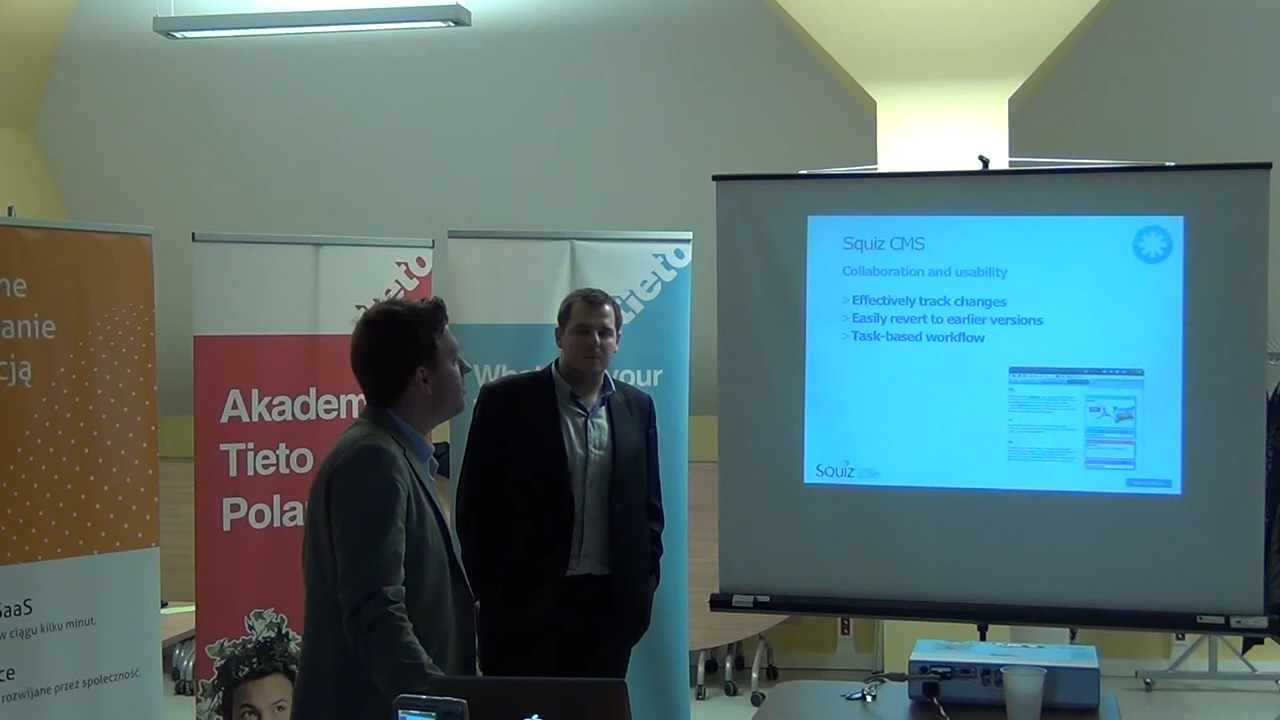 ne
anie
cją
SaaS
w ciągu kilku minut.
ce
rozwijane przez społeczność.
tieto
Akadem
Tieto
Pola
tieto
your
Squiz CMS
Collaboration and usability
> Effectively track changes
> Easily revert to earlier versions
> Task-based workflow
Squiz